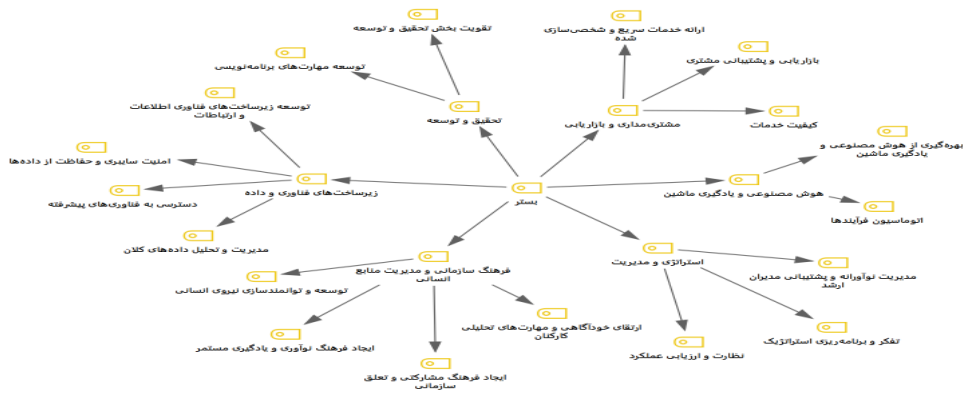 تقویت بخش تحقیق و توسعه
ارائه خدمات سریع و شخصی‌سازی
شده
توسعه مهارت‌های برنامه‌نویسی
بازاریابی و پشتیبانی مشتری
توسعه زیرساخت‌های فناوری اطلاعات
و ارتباطات
تحقیق و توسعه
مشتری‌مداری و بازاریابی
کیفیت خدمات
بهره‌گیری از هوش مصنوعی و
یادگیری ماشین
امنیت سایبری و حفاظت از داده‌ها
زیرساخت‌های فناوری و داده
بستر
هوش مصنوعی و یادگیری ماشین
دسترسی به فناوری‌های پیشرفته
اتوماسیون فرآیندها
مدیریت و تحلیل داده‌های کلان
فرهنگ سازمانی و مدیریت منابع
انسانی
استراتژی و مدیریت
مدیریت نوآورانه و پشتیبانی مدیران
ارشد
توسعه و توانمندسازی نیروی انسانی
ارتقای خودآگاهی و مهارت‌های تحلیلی
کارکنان
تفکر و برنامه‌ریزی استراتژیک
ایجاد فرهنگ نوآوری و یادگیری مستمر
نظارت و ارزیابی عملکرد
ایجاد فرهنگ مشارکتی و تعلق
سازمانی